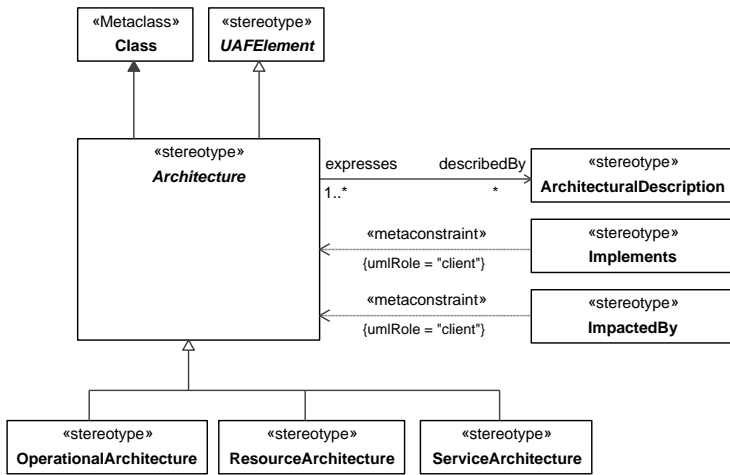 «Metaclass»
Class
«stereotype»
UAFElement
«stereotype»
Architecture
expresses
describedBy
1..*
*
«stereotype»
ArchitecturalDescription
«metaconstraint»
{umlRole = "client"}
«stereotype»
Implements
«metaconstraint»
{umlRole = "client"}
«stereotype»
ImpactedBy
«stereotype»
OperationalArchitecture
«stereotype»
ResourceArchitecture
«stereotype»
ServiceArchitecture